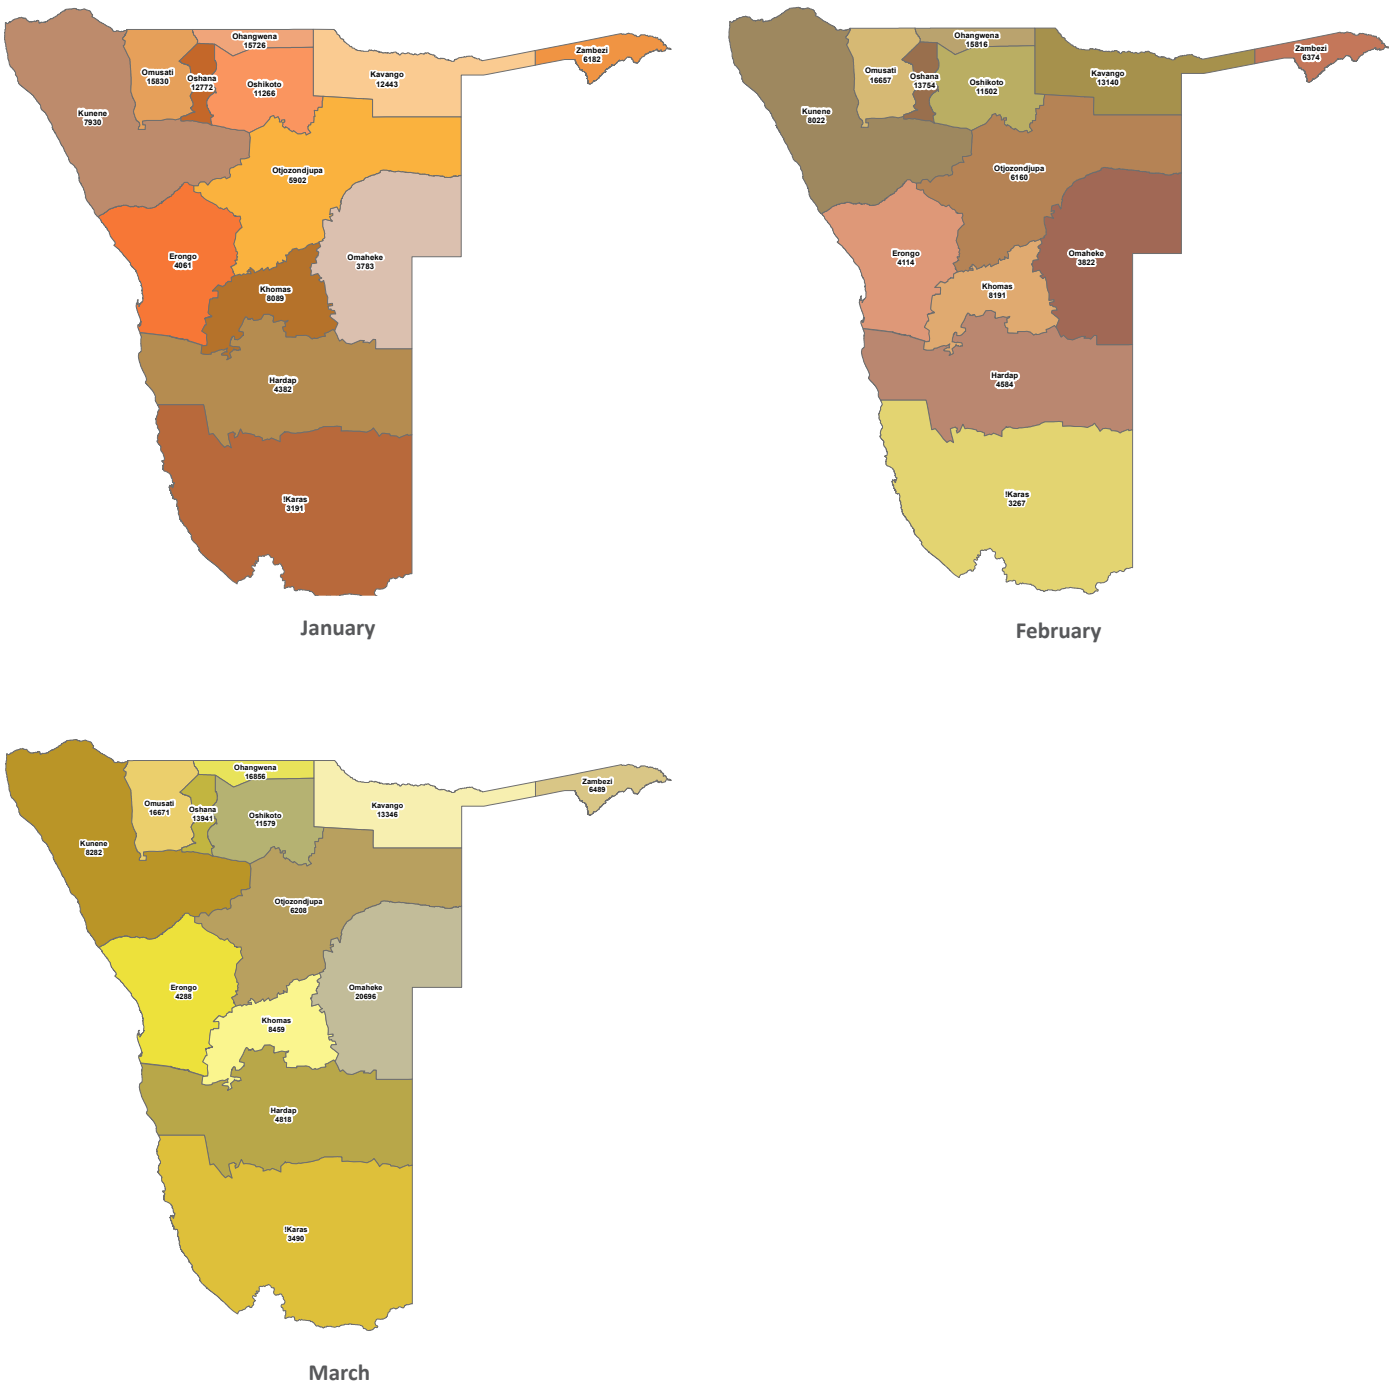 Ohangwena
15726
Zambezi
6182
Omusati
15830
Oshana
12772
Oshikoto
11266
Kavango
12443
Kunene
7930
Otjozondjupa
5902
Erongo
4061
Omaheke
3783
Khomas
8089
Hardap
4382
!Karas
3191
January
Ohangwena
15816
Zambezi
6374
Omusati
16657
Oshana
13754
Oshikoto
11502
Kavango
13140
Kunene
8022
Otjozondjupa
6160
Erongo
4114
Omaheke
3822
Khomas
8191
Hardap
4584
!Karas
3267
February
Ohangwena
16856
Zambezi
6489
Omusati
16671
Oshana
13941
Oshikoto
11579
Kavango
13346
Kunene
8282
Otjozondjupa
6208
Erongo
4288
Omaheke
20696
Khomas
8459
Hardap
4818
!Karas
3490
March